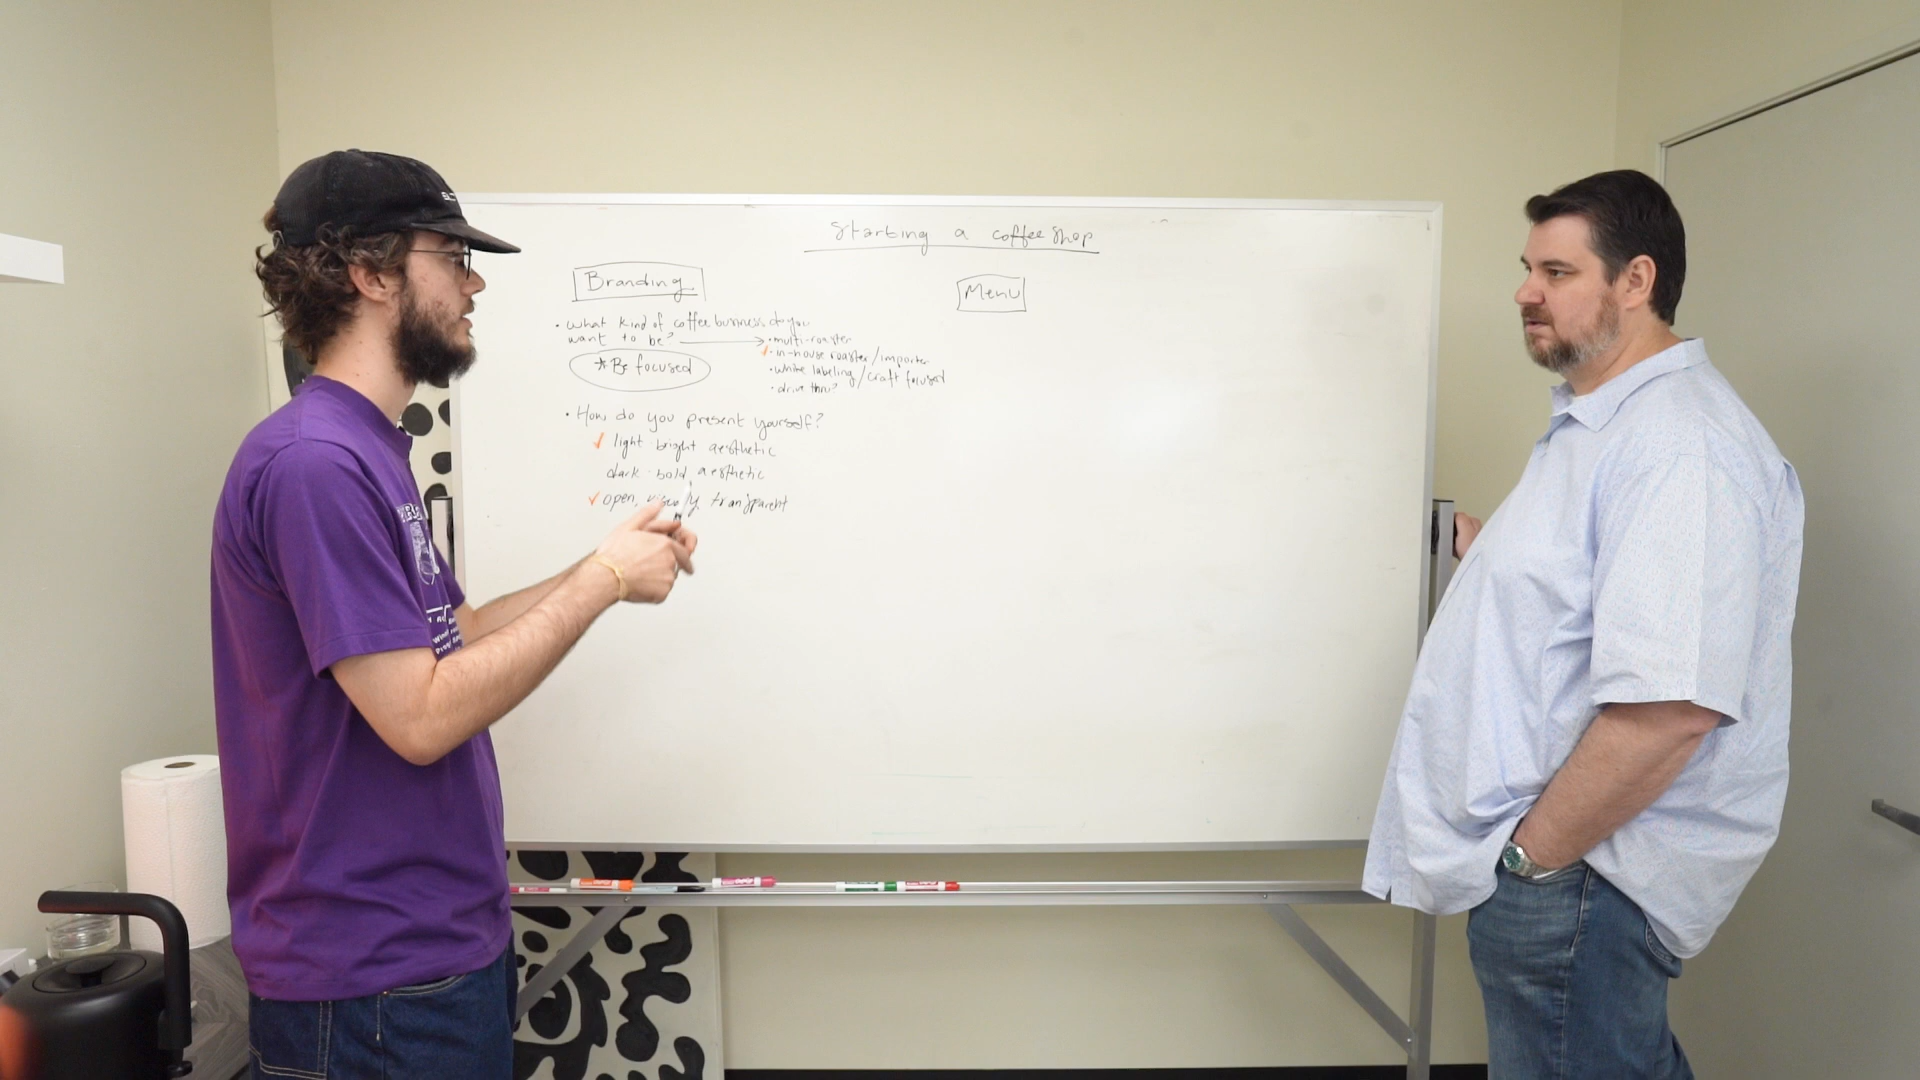 Starting a coffee shop
Branding.
• what kind of coffee business do you
want to be?
* Be focused
• multi-roaster
• in-house roaster/importer
• white labeling/craft focused
• drive thru?
• How do you present yourself?
light bright aesthetic
dark bold aesthetic
open, visually transparent
Menu